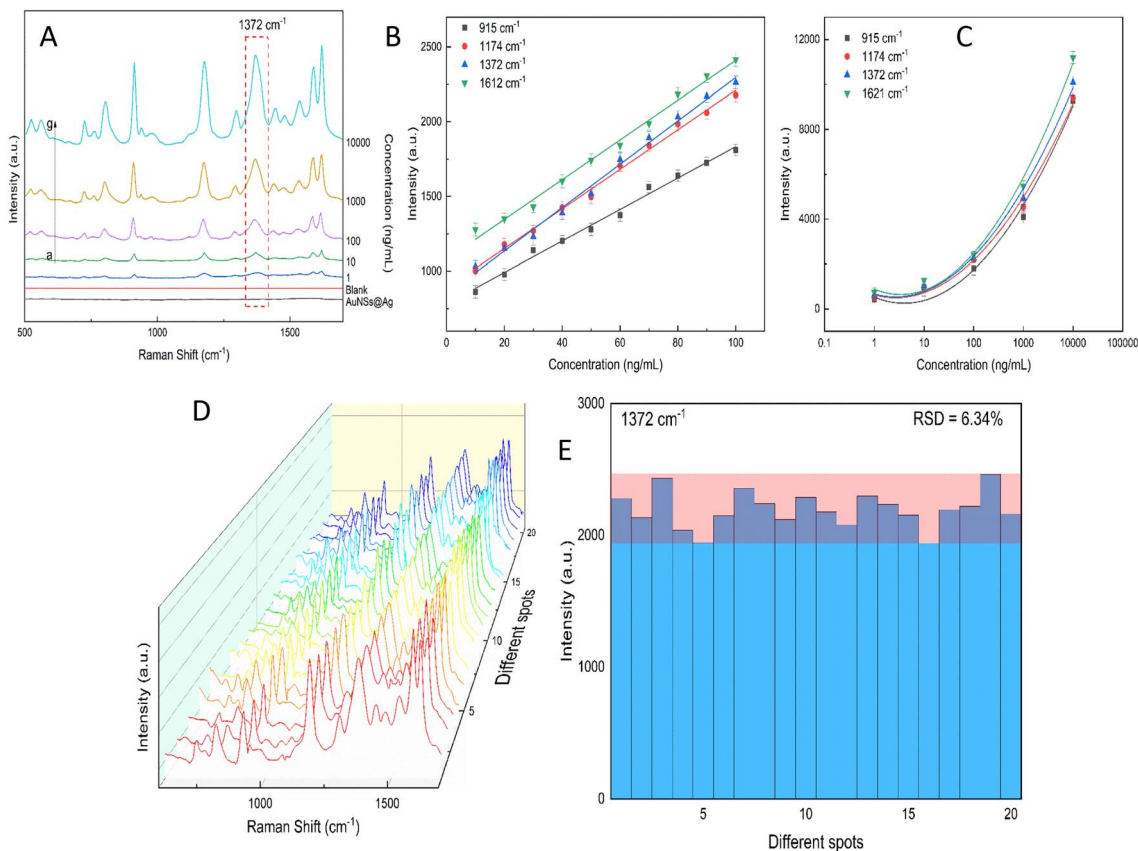 A
1372 cm⁻¹
g
a
10000
1000
100
10
1
Blank
AuNSs@Ag
Concentration (ng/mL)
Intensity (a.u.)
500 1000 1500
Raman Shift (cm⁻¹)
B
915 cm⁻¹
1174 cm⁻¹
1372 cm⁻¹
1612 cm⁻¹
2500
2000
1500
1000
Intensity (a.u.)
10 20 30 40 50 60 70 80 90 100
Concentration (ng/mL)
C
915 cm⁻¹
1174 cm⁻¹
1372 cm⁻¹
1621 cm⁻¹
12000
8000
4000
0
Intensity (a.u.)
0.1 1 10 100 1000 10000 100000
Concentration (ng/mL)
D
Intensity (a.u.)
1000 1500
Raman Shift (cm⁻¹)
5
10
15
20
Different spots
E
1372 cm⁻¹
RSD = 6.34%
3000
2000
1000
0
Intensity (a.u.)
5 10 15 20
Different spots